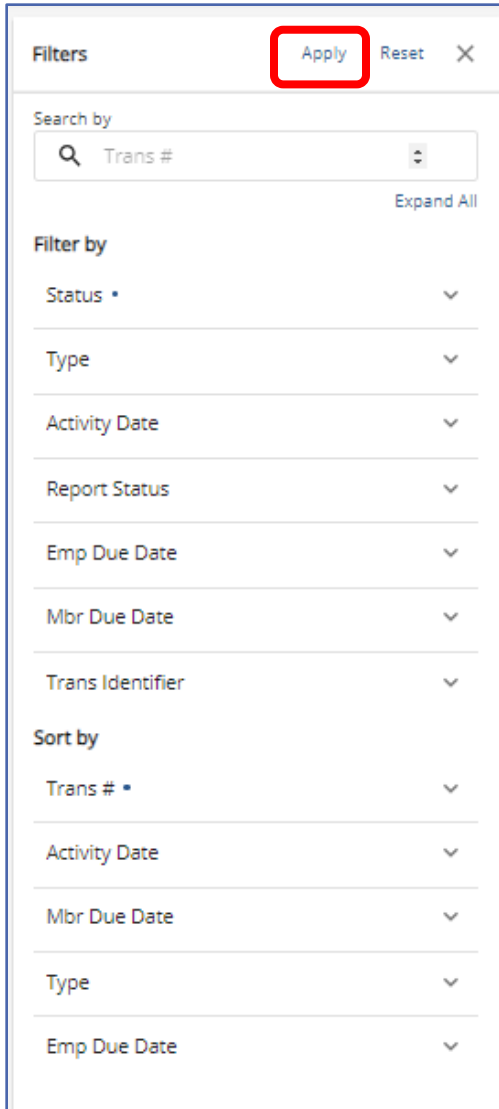 Filters Apply Reset
Search by
Trans #
Expand All
Filter by
Status •
Type
Activity Date
Report Status
Emp Due Date
Mbr Due Date
Trans Identifier
Sort by
Trans # •
Activity Date
Mbr Due Date
Type
Emp Due Date